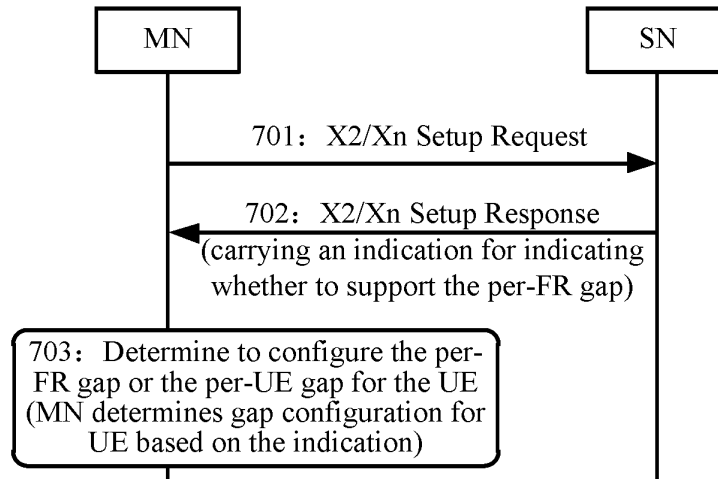 MN
SN
701： X2/Xn Setup Request
702： X2/Xn Setup Response
(carrying an indication for indicating
whether to support the per-FR gap)
703： Determine to configure the per-
FR gap or the per-UE gap for the UE
(MN determines gap configuration for
UE based on the indication)